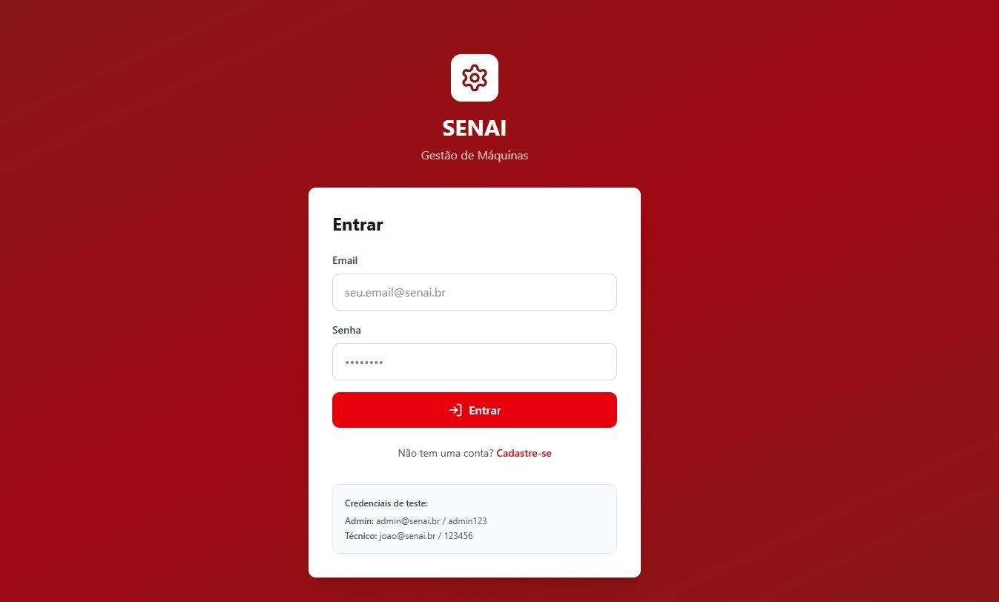 SENAI
Gestão de Máquinas
Entrar
Email
seu.email@senai.br
Senha
••••••••
Entrar
Não tem uma conta? Cadastre-se
Credenciais de teste:
Admin: admin@senai.br / admin123
Técnico: joao@senai.br / 123456